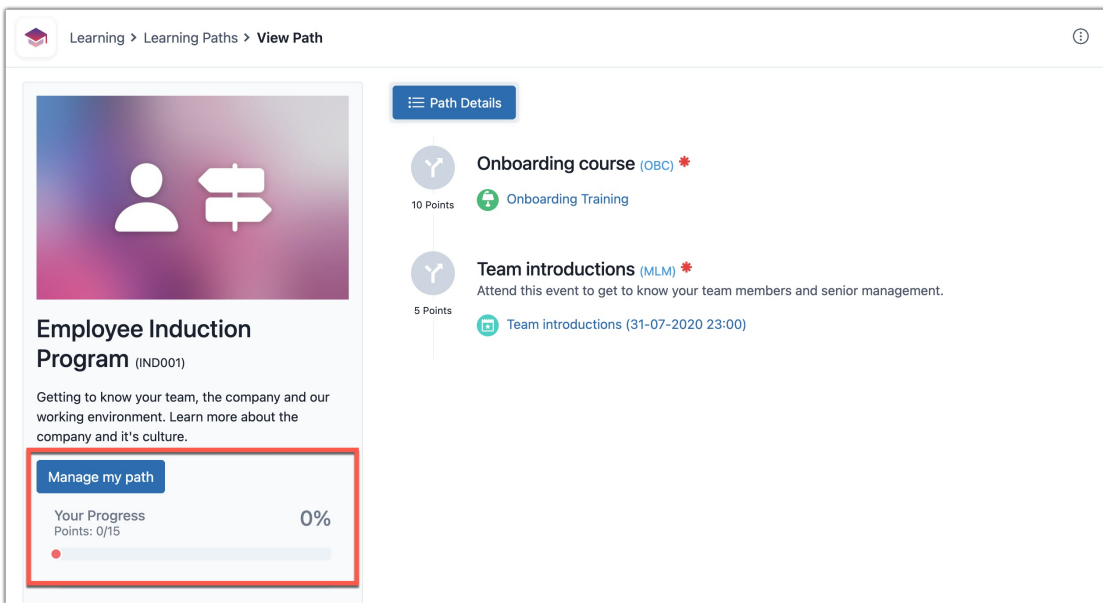 Learning > Learning Paths > View Path
Path Details
Onboarding course (OBC) *
10 Points
Onboarding Training
Team introductions (MLM) *
Attend this event to get to know your team members and senior management.
5 Points
Team introductions (31-07-2020 23:00)
Employee Induction
Program (IND001)
Getting to know your team, the company and our
working environment. Learn more about the
company and it's culture.
Manage my path
Your Progress
0%
Points: 0/15